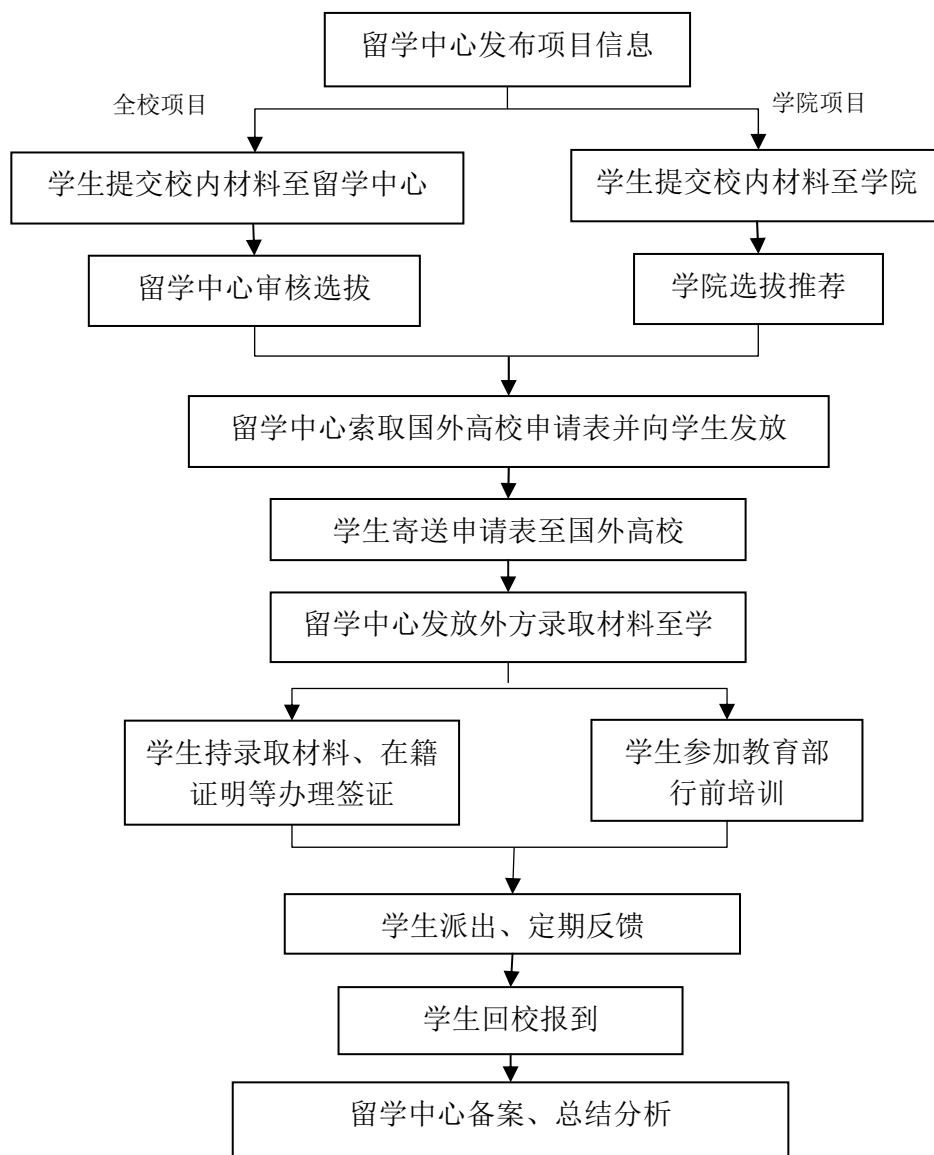 留学中心发布项目信息
全校项目
学院项目
学生提交校内材料至留学中心
学生提交校内材料至学院
留学中心审核选拔
学院选拔推荐
留学中心索取国外高校申请表并向学生发放
学生寄送申请表至国外高校
留学中心发放外方录取材料至学
学生持录取材料、在籍
证明等办理签证
学生参加教育部
行前培训
学生派出、定期反馈
学生回校报到
留学中心备案、总结分析